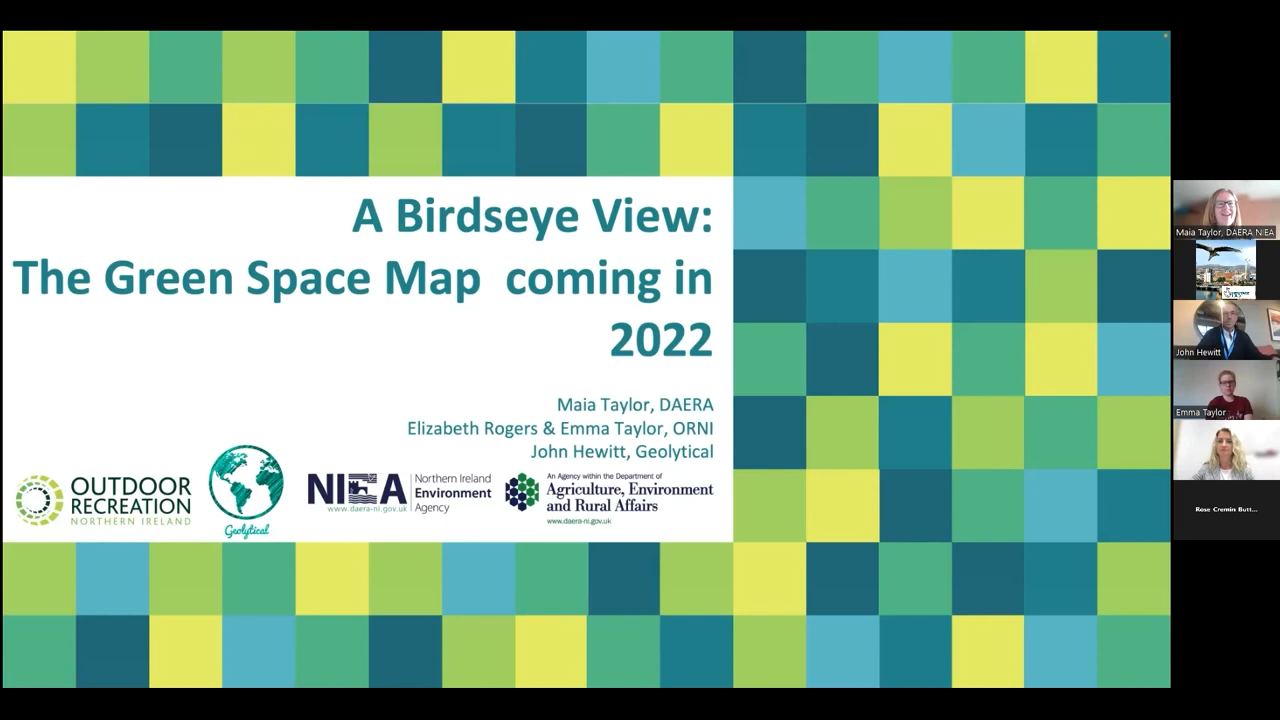 A Birdseye View:
The Green Space Map coming in
2022
Maia Taylor, DAERA
Elizabeth Rogers & Emma Taylor, ORNI
John Hewitt, Geolytical
OUTDOOR
RECREATION
NORTHERN IRELAND
Geolytical
NIEA
www.daera-ni.gov.uk
Northern Ireland
Environment
Agency
An Agency within the Department of
Agriculture, Environment
and Rural Affairs
www.daera-ni.gov.uk
Maia Taylor, DAERA NIEA
John Hewitt
Emma Taylor
Rose Cremin Butt...